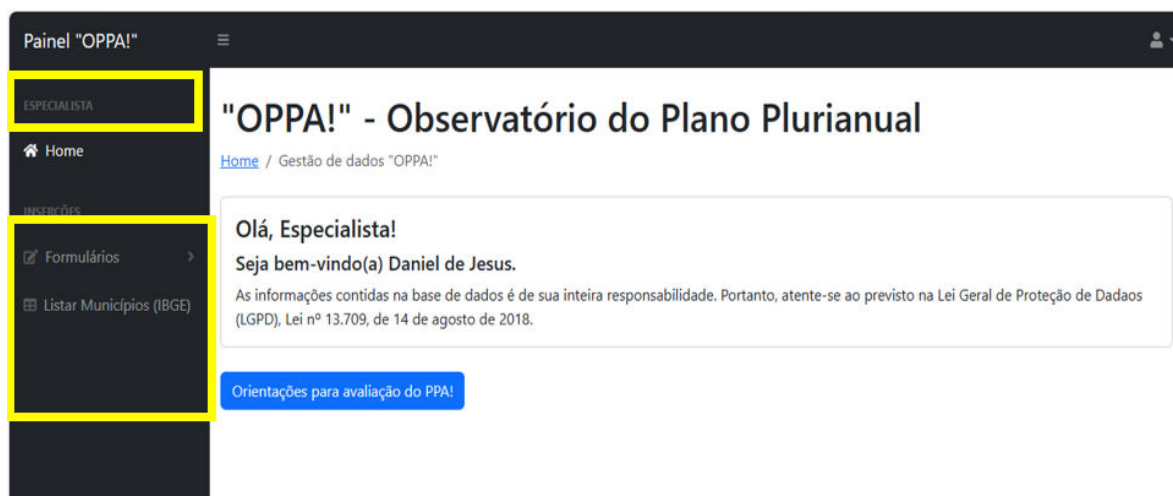 Painel "OPPA!"
ESPECIALISTA
Home
INSERÇÕES
Formulários
Listar Municípios (IBGE)
"OPPA!" - Observatório do Plano Plurianual
Home / Gestão de dados "OPPA!"
Olá, Especialista!
Seja bem-vindo(a) Daniel de Jesus.
As informações contidas na base de dados é de sua inteira responsabilidade. Portanto, atente-se ao previsto na Lei Geral de Proteção de Dadaos
(LGPD), Lei nº 13.709, de 14 de agosto de 2018.
Orientações para avaliação do PPA!